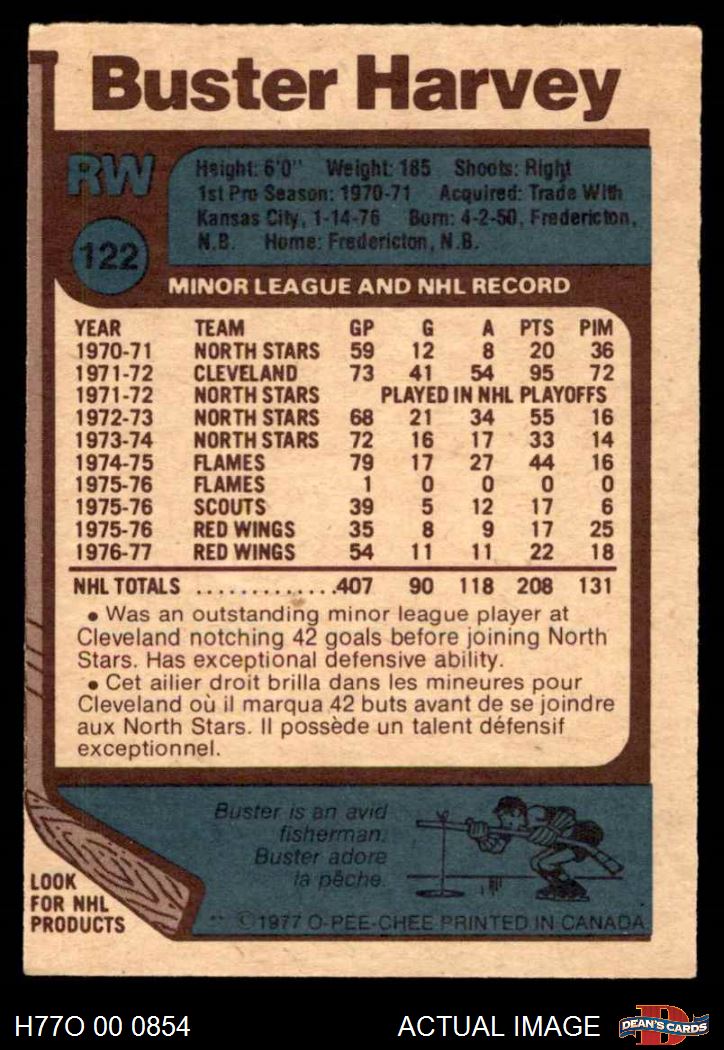 Buster Harvey
RW
Height: 6'0" Weight: 185 Shoots: Right
1st Pro Season: 1970-71 Acquired: Trade With
Kansas City, 1-14-76 Born: 4-2-50, Fredericton,
N.B. Home: Fredericton, N.B.
122
MINOR LEAGUE AND NHL RECORD
YEAR TEAM GP G A PTS PIM
1970-71 NORTH STARS 59 12 8 20 36
1971-72 CLEVELAND 73 41 54 95 72
1971-72 NORTH STARS PLAYED IN NHL PLAYOFFS
1972-73 NORTH STARS 68 21 34 55 16
1973-74 NORTH STARS 72 16 17 33 14
1974-75 FLAMES 79 17 27 44 16
1975-76 FLAMES 1 0 0 0 0
1975-76 SCOUTS 39 5 12 17 6
1975-76 RED WINGS 35 8 9 17 25
1976-77 RED WINGS 54 11 11 22 18
NHL TOTALS .............407 90 118 208 131
• Was an outstanding minor league player at
Cleveland notching 42 goals before joining North
Stars. Has exceptional defensive ability.
• Cet ailier droit brilla dans les mineures pour
Cleveland où il marqua 42 buts avant de se joindre
aux North Stars. Il possède un talent défensif
exceptionnel.
Buster is an avid
fisherman.
Buster adore
la pêche.
LOOK
FOR NHL
PRODUCTS
** ©1977 O-PEE-CHEE PRINTED IN CANADA
H77O 00 0854
ACTUAL IMAGE
D
DEAN'S CARDS